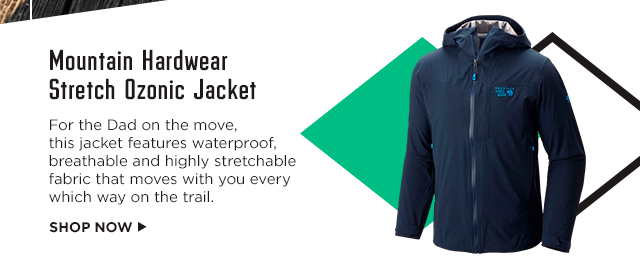 Mountain Hardwear
Stretch Ozonic Jacket
For the Dad on the move,
this jacket features waterproof,
breathable and highly stretchable
fabric that moves with you every
which way on the trail.
SHOP NOW ▶